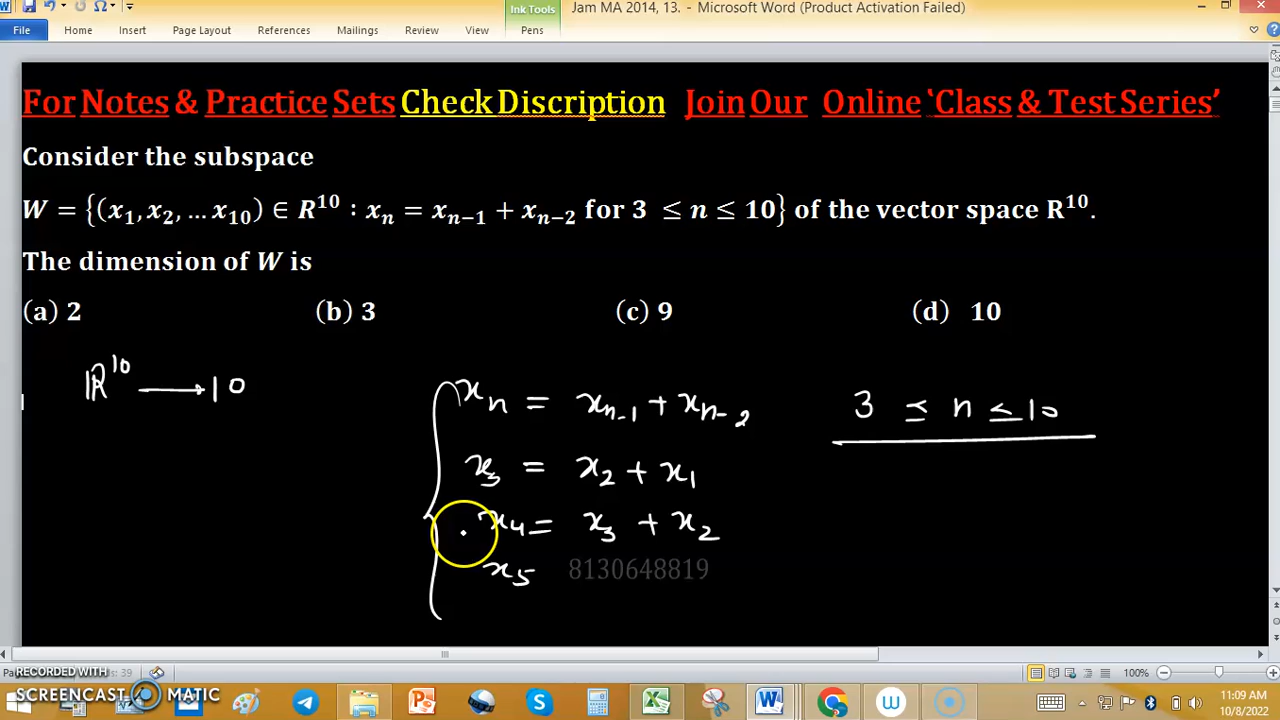 Jam MA 2014, 13. - Microsoft Word (Product Activation Failed)
Ink Tools
File Home Insert Page Layout References Mailings Review View Pens
For Notes & Practice Sets Check Discription Join Our Online 'Class & Test Series'
Consider the subspace
W = {(x₁, x₂, ... x₁₀) ∈ R¹⁰ : xₙ = xₙ₋₁ + xₙ₋₂ for 3 ≤ n ≤ 10} of the vector space R¹⁰.
The dimension of W is
(a) 2 (b) 3 (c) 9 (d) 10
ℝ¹⁰ → 10
xₙ = xₙ₋₁ + xₙ₋₂ 3 ≤ n ≤ 10
x₃ = x₂ + x₁
x₄ = x₃ + x₂
x₅ 8130648819
100%
RECORDED WITH
SCREENCAST MATIC
11:09 AM
10/8/2022